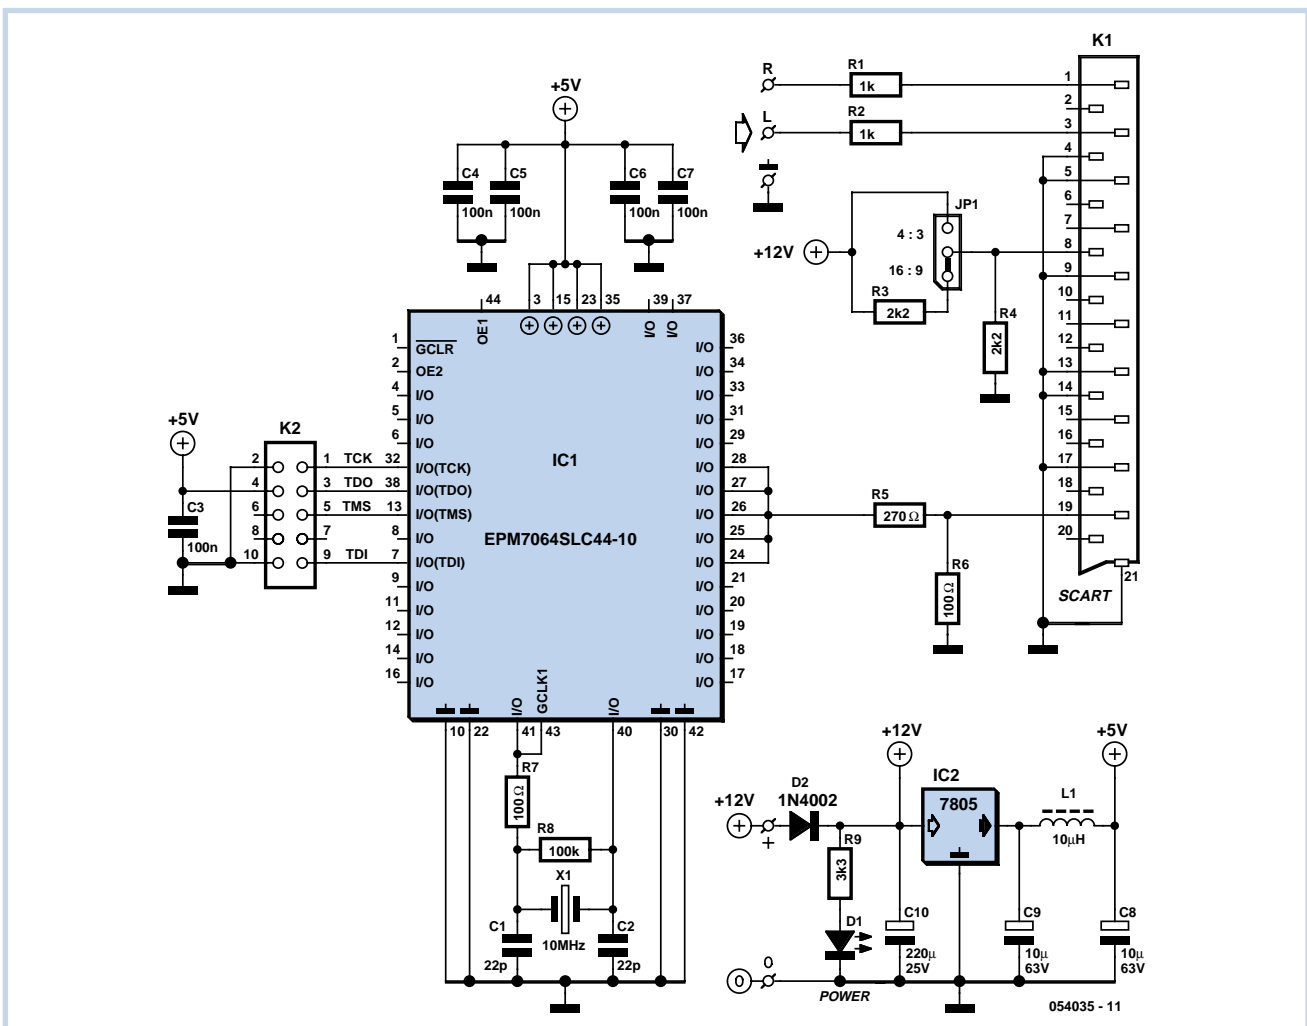 K1
R
R1
1k
1
2
L
R2
1k
3
4
5
6
7
JP1
4 : 3
+12V
8
16 : 9
9
R3
2k2
10
R4
2k2
11
12
13
14
15
16
17
18
19
20
21
SCART
+5V
C4
100n
C5
100n
C6
100n
C7
100n
44
3
15
23
35
39
37
OE1
I/O
I/O
1
GCLR
2
OE2
4
I/O
5
I/O
6
I/O
32
I/O(TCK)
38
I/O(TDO)
13
I/O(TMS)
8
I/O
7
I/O(TDI)
9
I/O
11
I/O
12
I/O
14
I/O
16
I/O
IC1
EPM7064SLC44-10
I/O
36
I/O
34
I/O
33
I/O
31
I/O
29
I/O
28
I/O
27
I/O
26
I/O
25
I/O
24
I/O
21
I/O
20
I/O
19
I/O
18
I/O
17
I/O
GCLK1
I/O
10
22
41
43
40
30
42
+5V
K2
C3
100n
2
1
TCK
4
3
TDO
6
5
TMS
8
7
10
9
TDI
R5
270Ω
R6
100Ω
R7
100Ω
R8
100k
X1
10MHz
C1
22p
C2
22p
+12V
+5V
IC2
7805
D2
1N4002
+12V
+
R9
3k3
L1
10μH
D1
C10
220μ
25V
C9
10μ
63V
C8
10μ
63V
0
0
POWER
054035 - 11